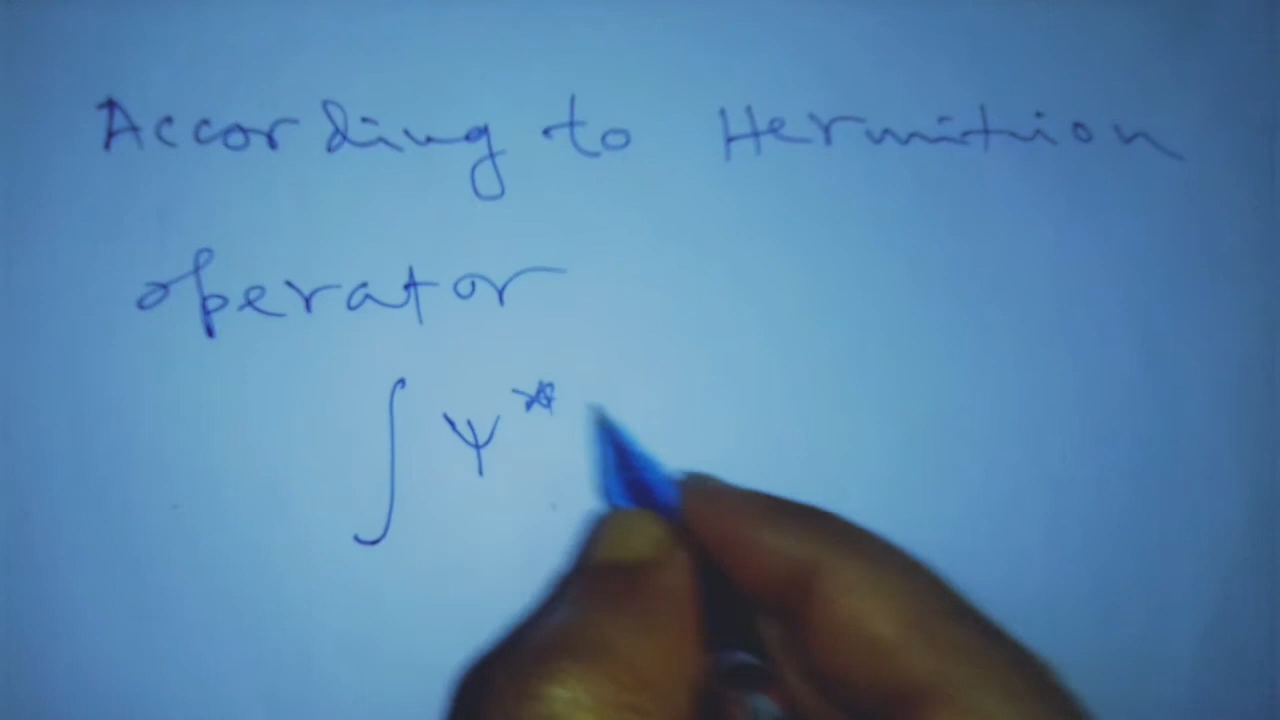 According to Hermition
operator
∫ ψ*